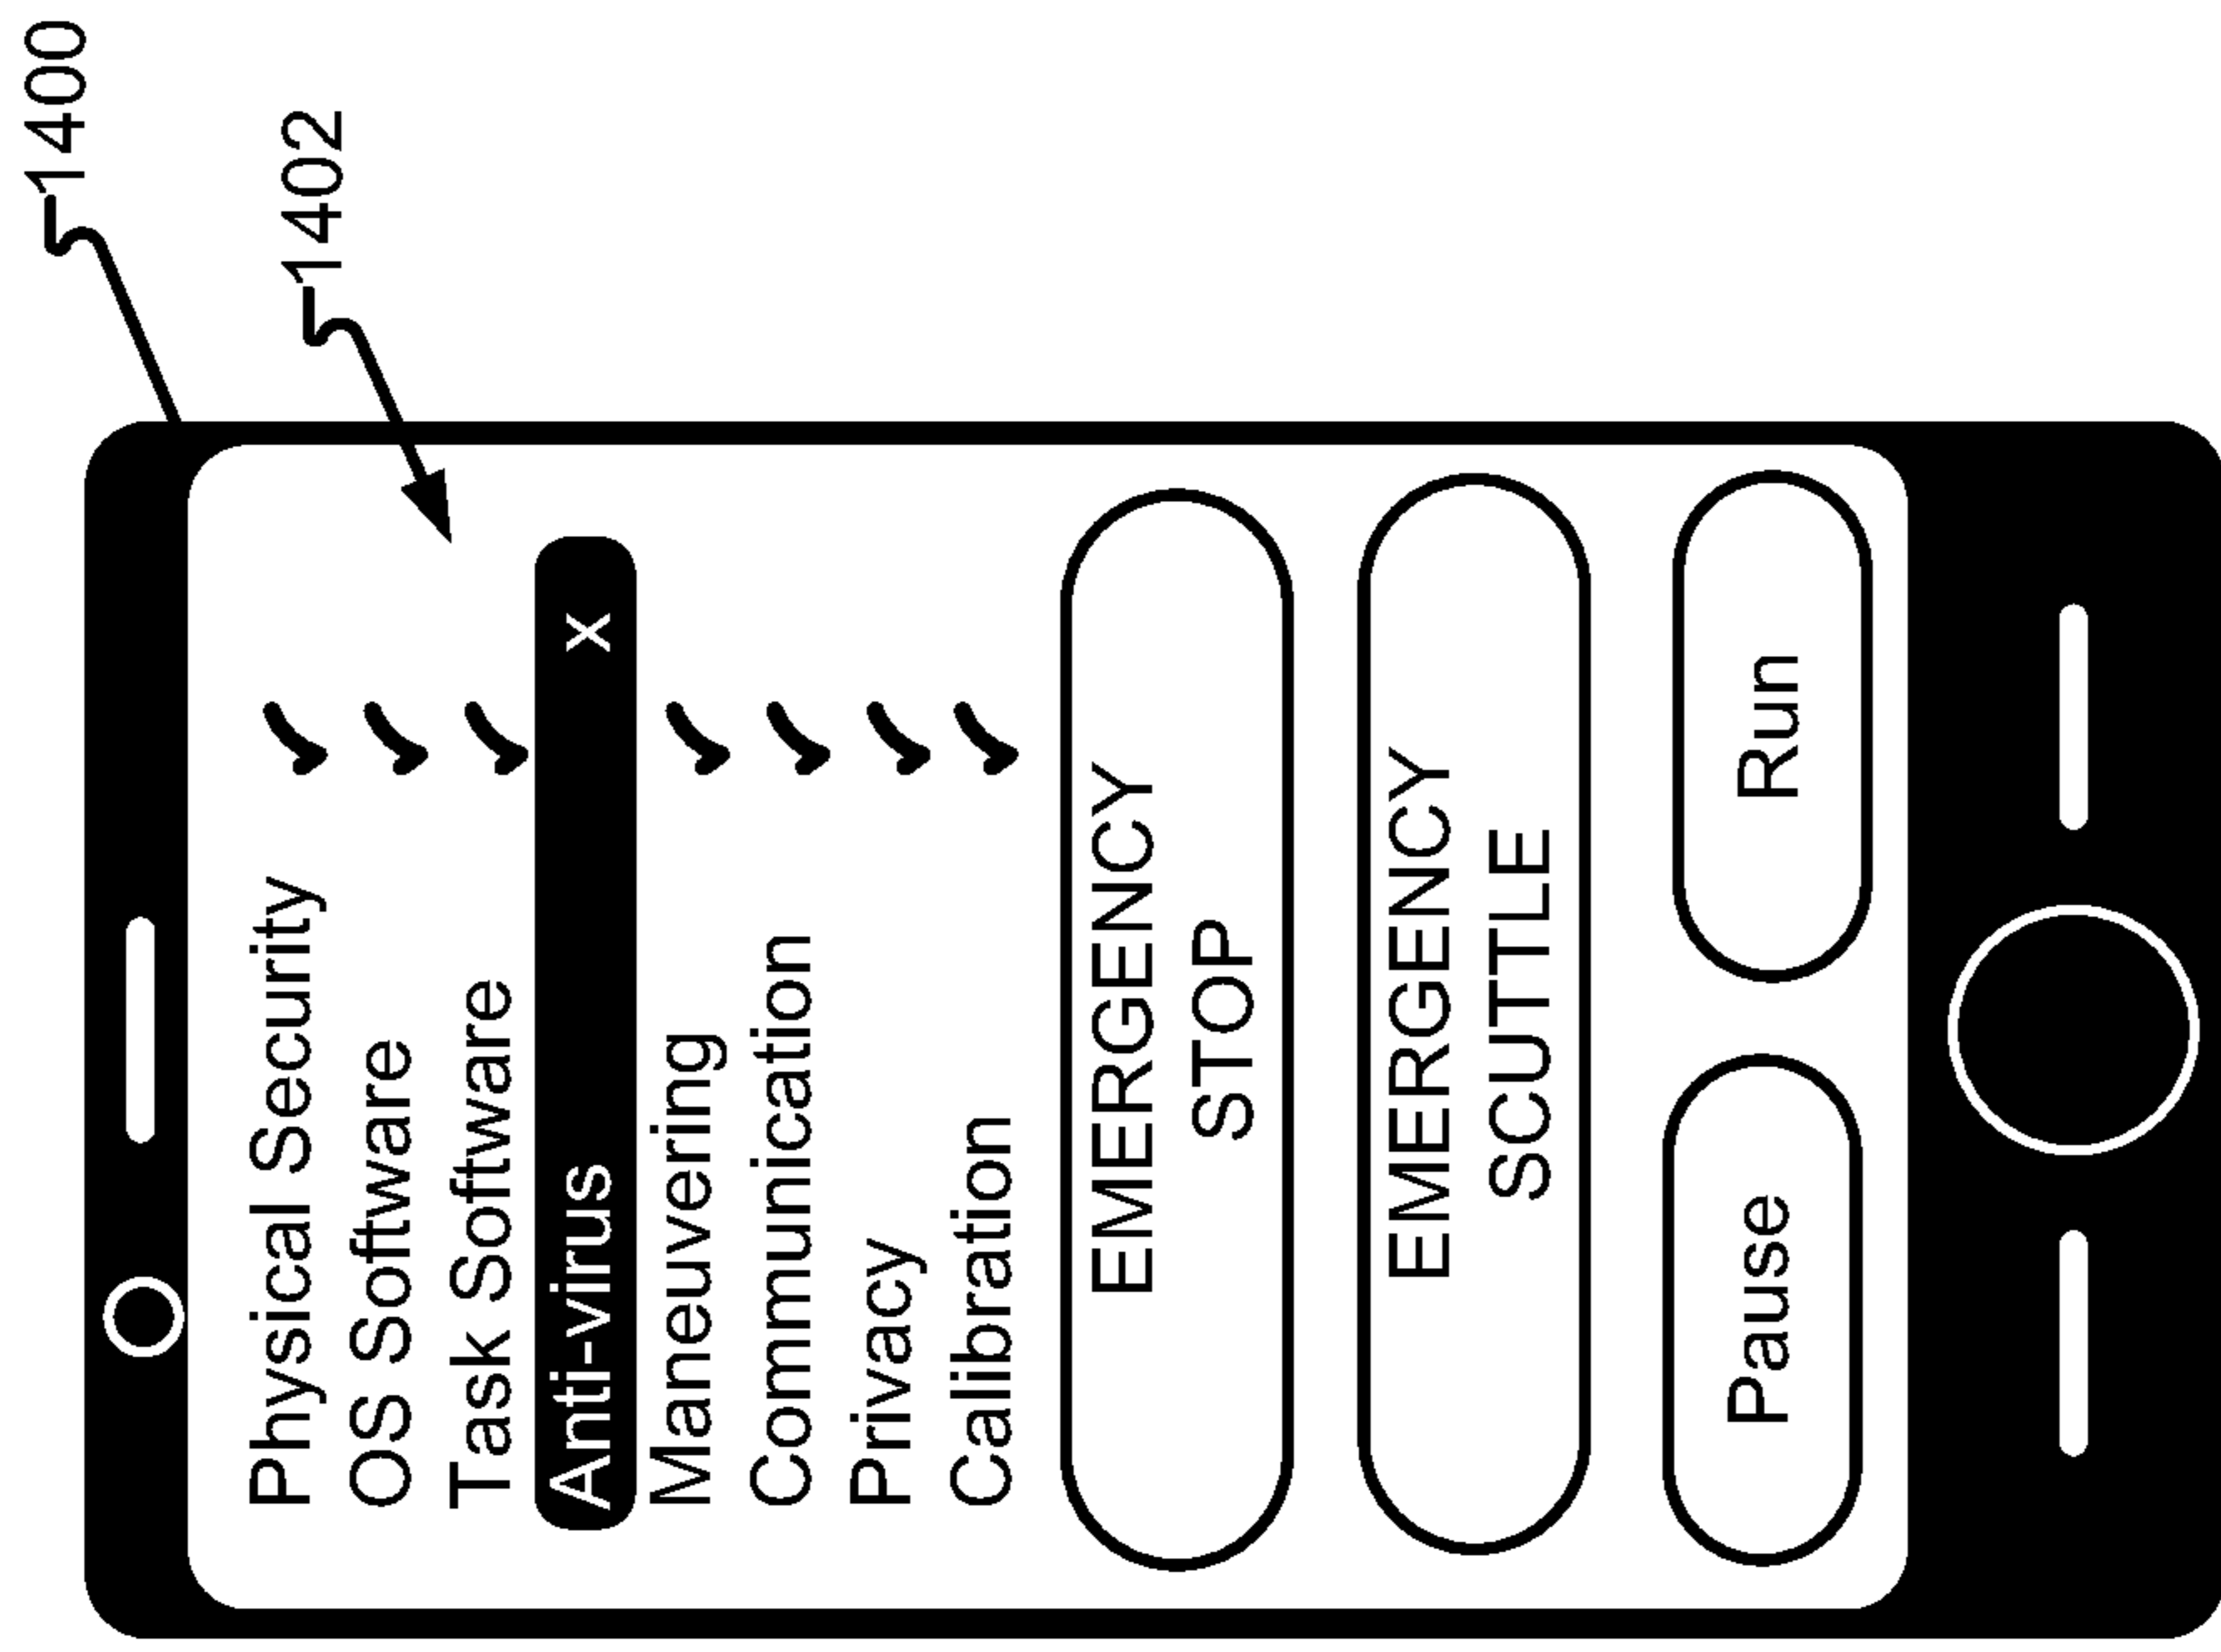 1400
1402
Physical Security ✓
OS Software ✓
Task Software ✓
Anti-virus x
Maneuvering ✓
Communication ✓
Privacy ✓
Calibration ✓
EMERGENCY
STOP
EMERGENCY
SCUTTLE
Pause
Run